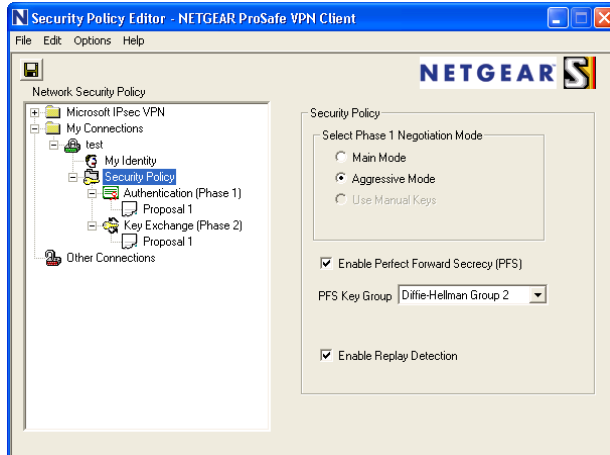 Security Policy Editor - NETGEAR ProSafe VPN Client
File Edit Options Help
NETGEAR
Network Security Policy
Microsoft IPsec VPN
My Connections
test
My Identity
Security Policy
Authentication (Phase 1)
Proposal 1
Key Exchange (Phase 2)
Proposal 1
Other Connections
Security Policy
Select Phase 1 Negotiation Mode
Main Mode
Aggressive Mode
Use Manual Keys
Enable Perfect Forward Secrecy (PFS)
PFS Key Group Diffie-Hellman Group 2
Enable Replay Detection